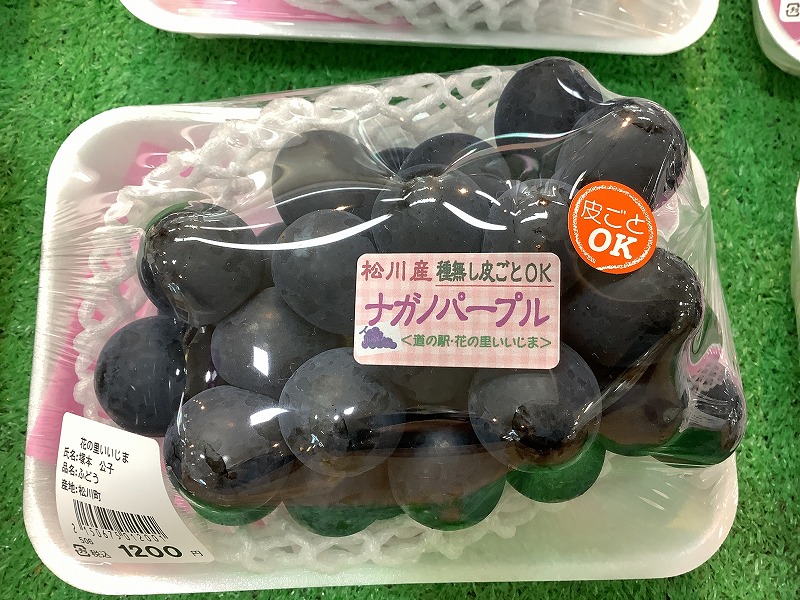 皮ごと
OK
松川産 種無し皮ごとOK
ナガノパープル
<道の駅・花の里いいじま>
花の里いいじま
氏名:塚本 公子
品名:ぶどう
産地:松川町
2150675012001
506
税込 1200 円